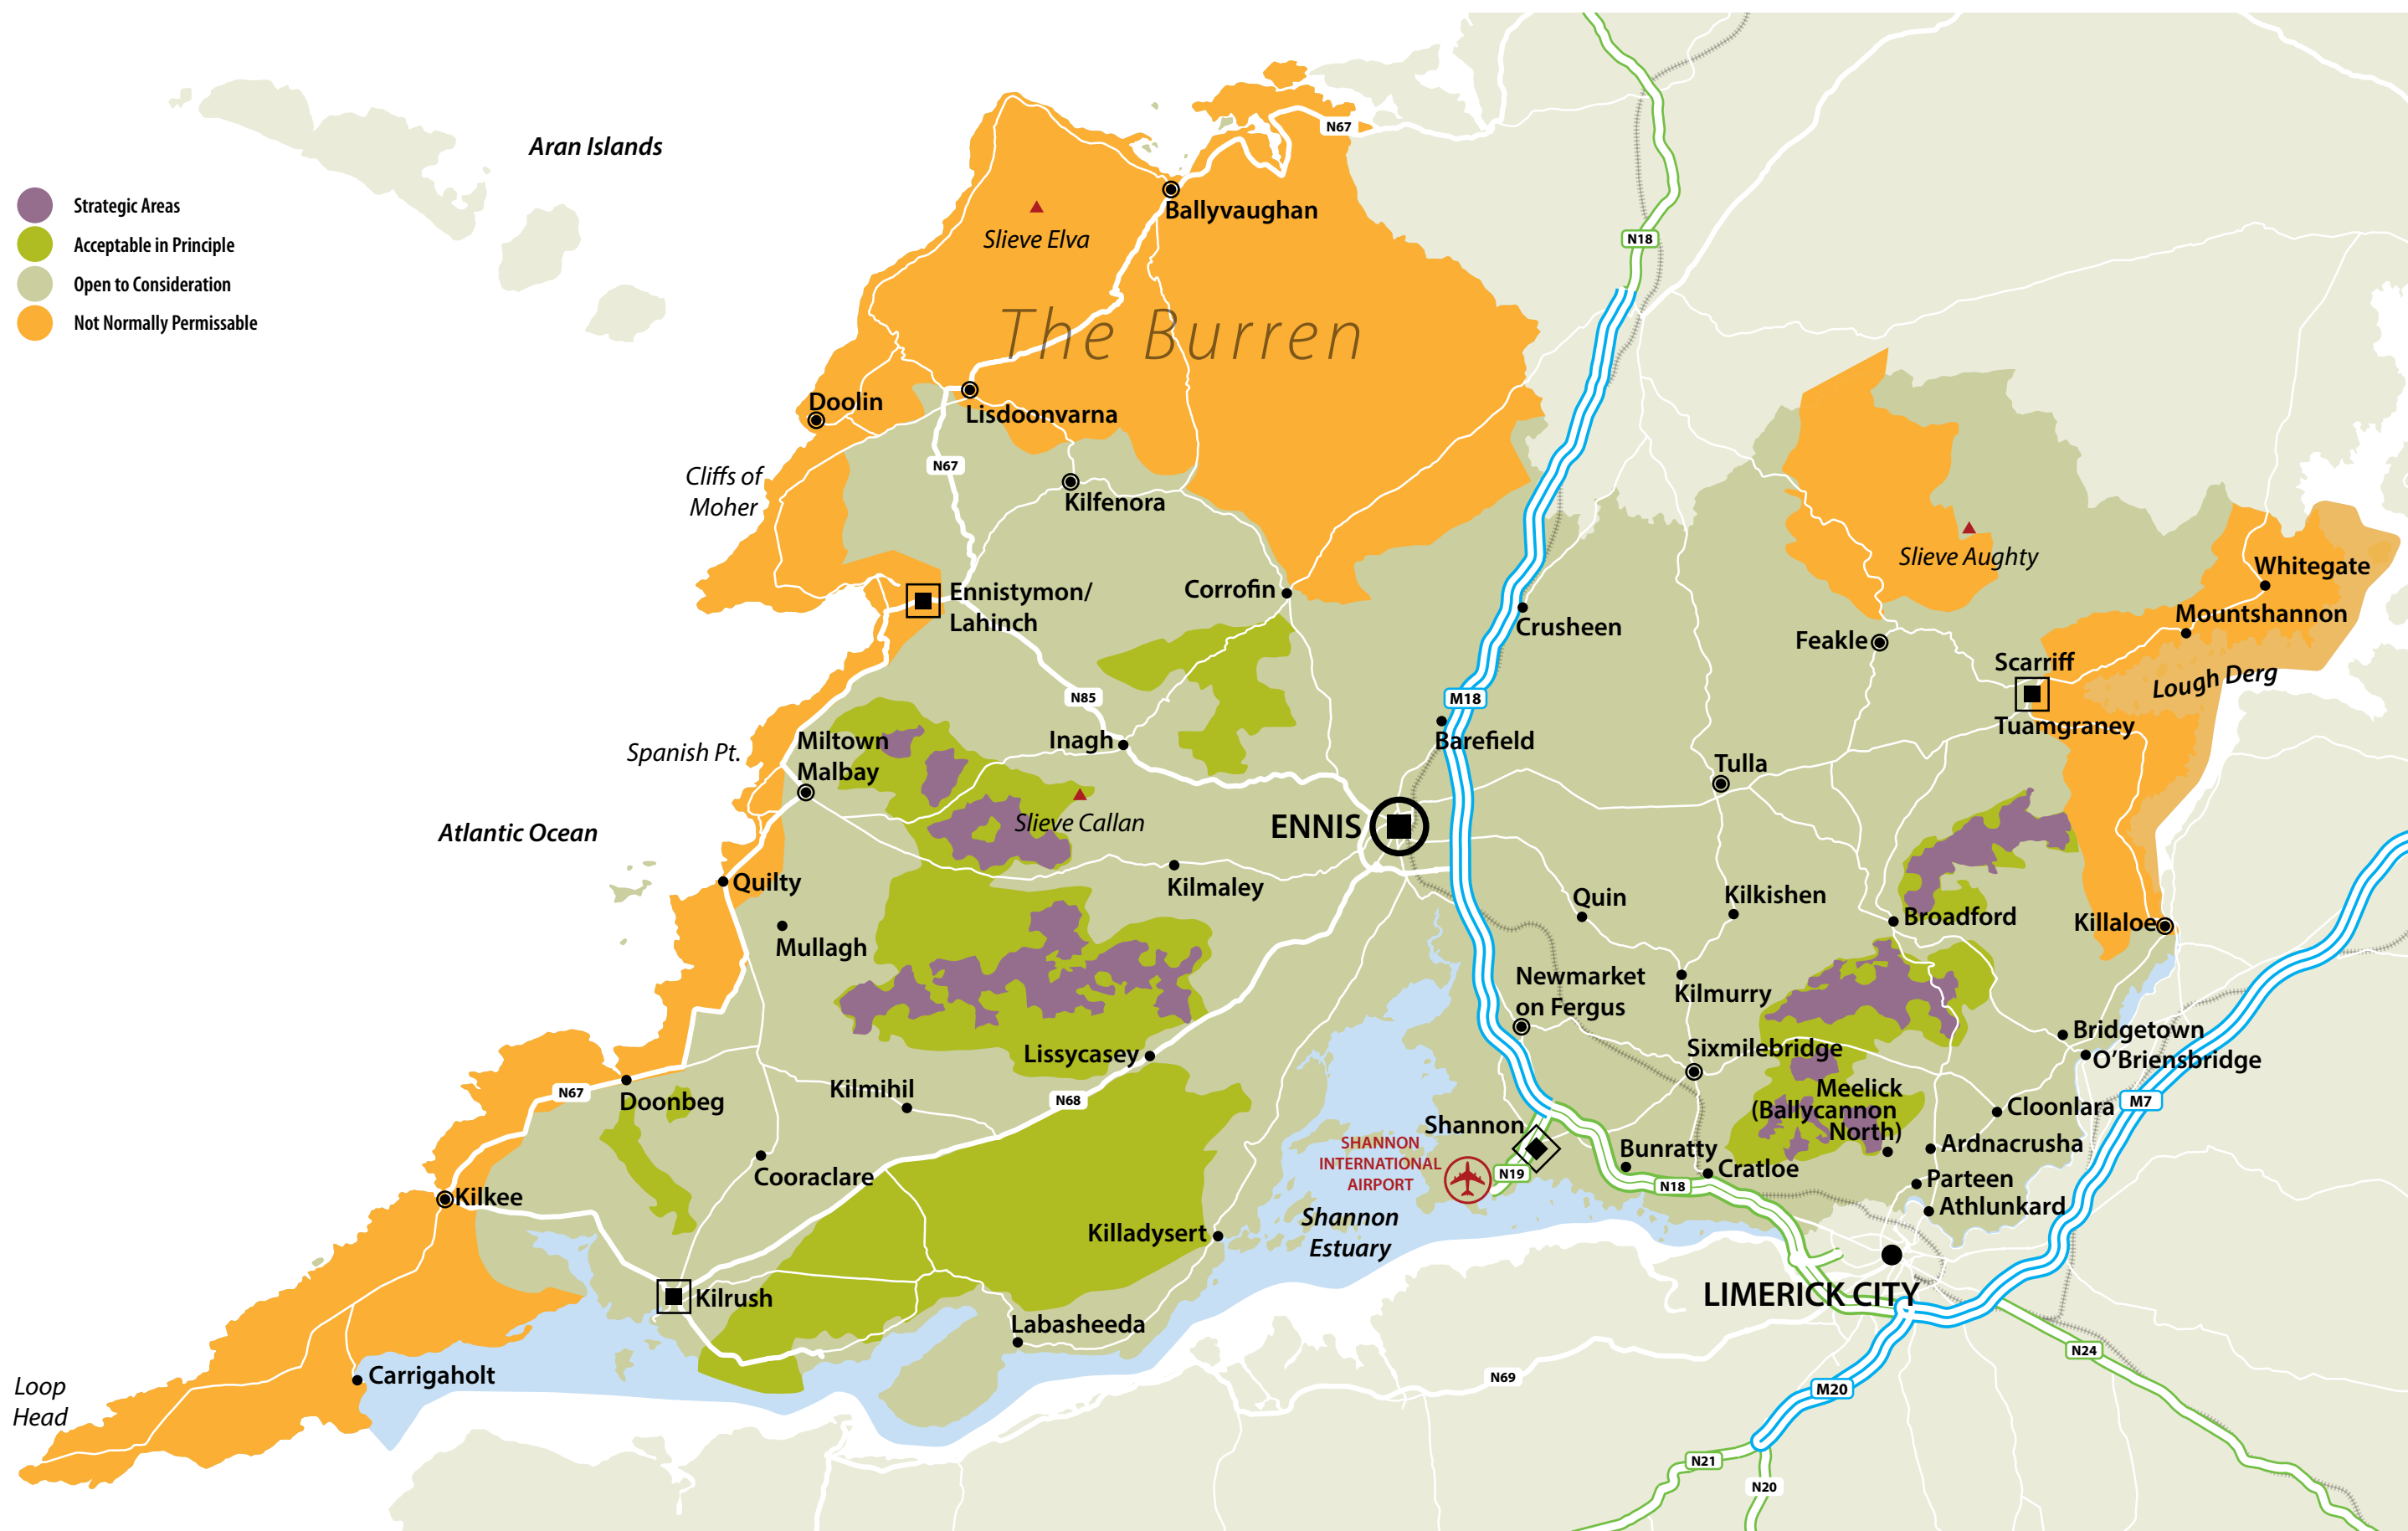 Aran Islands
Strategic Areas
Acceptable in Principle
Open to Consideration
Not Normally Permissable
N67
Ballyvaughan
Slieve Elva
N18
The Burren
Doolin
Lisdoonvarna
N67
Cliffs of
Moher
Kilfenora
Slieve Aughty
Whitegate
Mountshannon
Ennistymon/
Lahinch
Corrofin
Crusheen
Feakle
Scarriff
Tuamgraney
Lough Derg
N85
M18
Spanish Pt.
Miltown
Malbay
Inagh
Barefield
Tulla
Atlantic Ocean
Slieve Callan
ENNIS
Quilty
Kilmaley
Quin
Kilkishen
Broadford
Killaloe
Mullagh
Newmarket
on Fergus
Kilmurry
Bridgetown
O'Briensbridge
Lissycasey
Sixmilebridge
N67
Doonbeg
Kilmihil
N68
Meelick
(Ballycannon
North)
Cloonlara
M7
Shannon
SHANNON
INTERNATIONAL
AIRPORT
N19
Bunratty
Cratloe
Ardnacrusha
Cooraclare
Kilkee
N18
Parteen
Athlunkard
Killadysert
Shannon
Estuary
Kilrush
LIMERICK CITY
Labasheeda
N24
Carrigaholt
N69
M20
Loop
Head
N21
N20